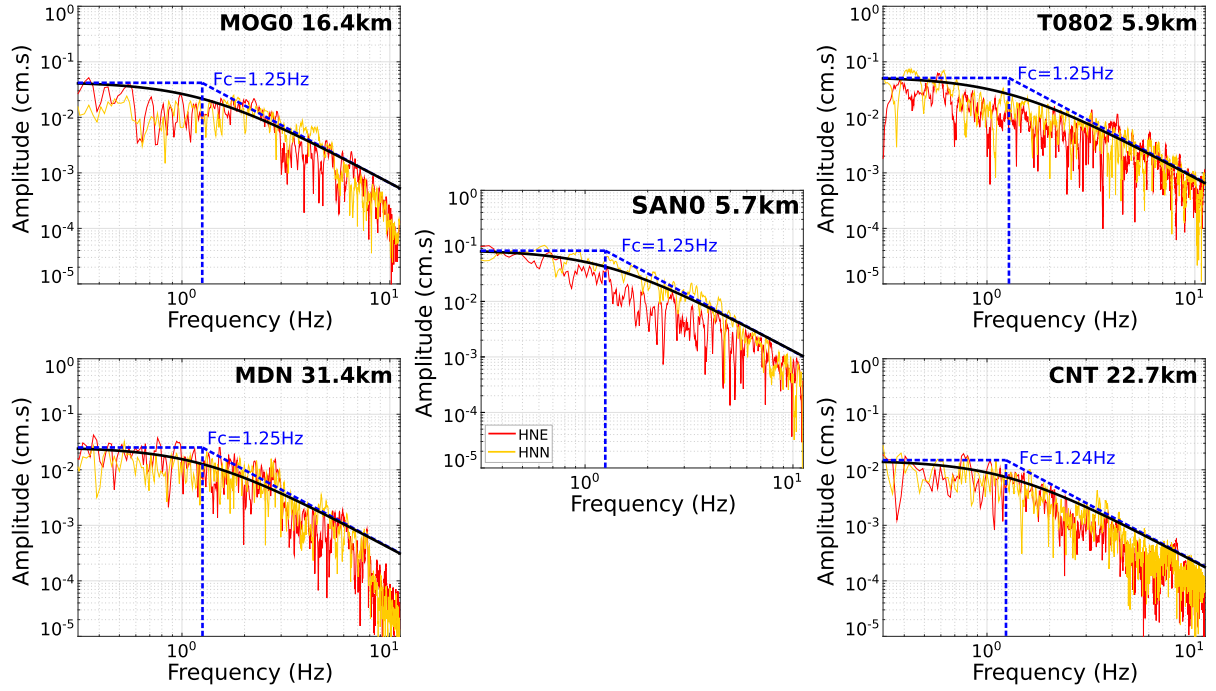 MOG0 16.4km
Fc=1.25Hz
Amplitude (cm.s)
10^0
10^-1
10^-2
10^-3
10^-4
10^-5
10^0
10^1
Frequency (Hz)
T0802 5.9km
Fc=1.25Hz
Amplitude (cm.s)
10^0
10^-1
10^-2
10^-3
10^-4
10^-5
10^0
10^1
Frequency (Hz)
SAN0 5.7km
Fc=1.25Hz
Amplitude (cm.s)
10^0
10^-1
10^-2
10^-3
10^-4
10^-5
HNE
HNN
10^0
10^1
Frequency (Hz)
MDN 31.4km
Fc=1.25Hz
Amplitude (cm.s)
10^0
10^-1
10^-2
10^-3
10^-4
10^-5
10^0
10^1
Frequency (Hz)
CNT 22.7km
Fc=1.24Hz
Amplitude (cm.s)
10^0
10^-1
10^-2
10^-3
10^-4
10^-5
10^0
10^1
Frequency (Hz)